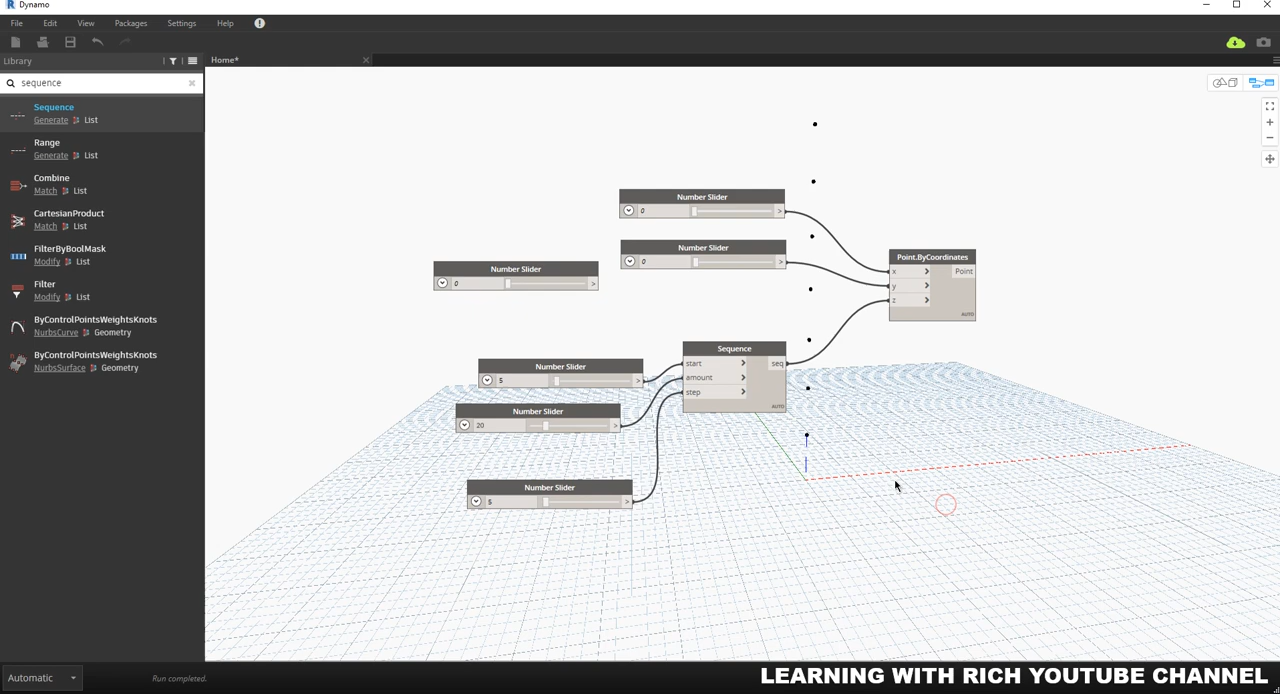 Dynamo
File Edit View Packages Settings Help
Library
Home*
sequence
Sequence
Generate List
Range
Generate List
Combine
Match List
CartesianProduct
Match List
FilterByBoolMask
Modify List
Filter
Modify List
ByControlPointsWeightsKnots
NurbsCurve Geometry
ByControlPointsWeightsKnots
NurbsSurface Geometry
Number Slider
0 >
Number Slider
0 >
Number Slider
0 >
Point.ByCoordinates
x > Point
y >
z >
AUTO
Number Slider
5 >
Number Slider
20 >
Number Slider
5 >
Sequence
start > seq
amount >
step >
AUTO
Automatic
Run completed.
LEARNING WITH RICH YOUTUBE CHANNEL